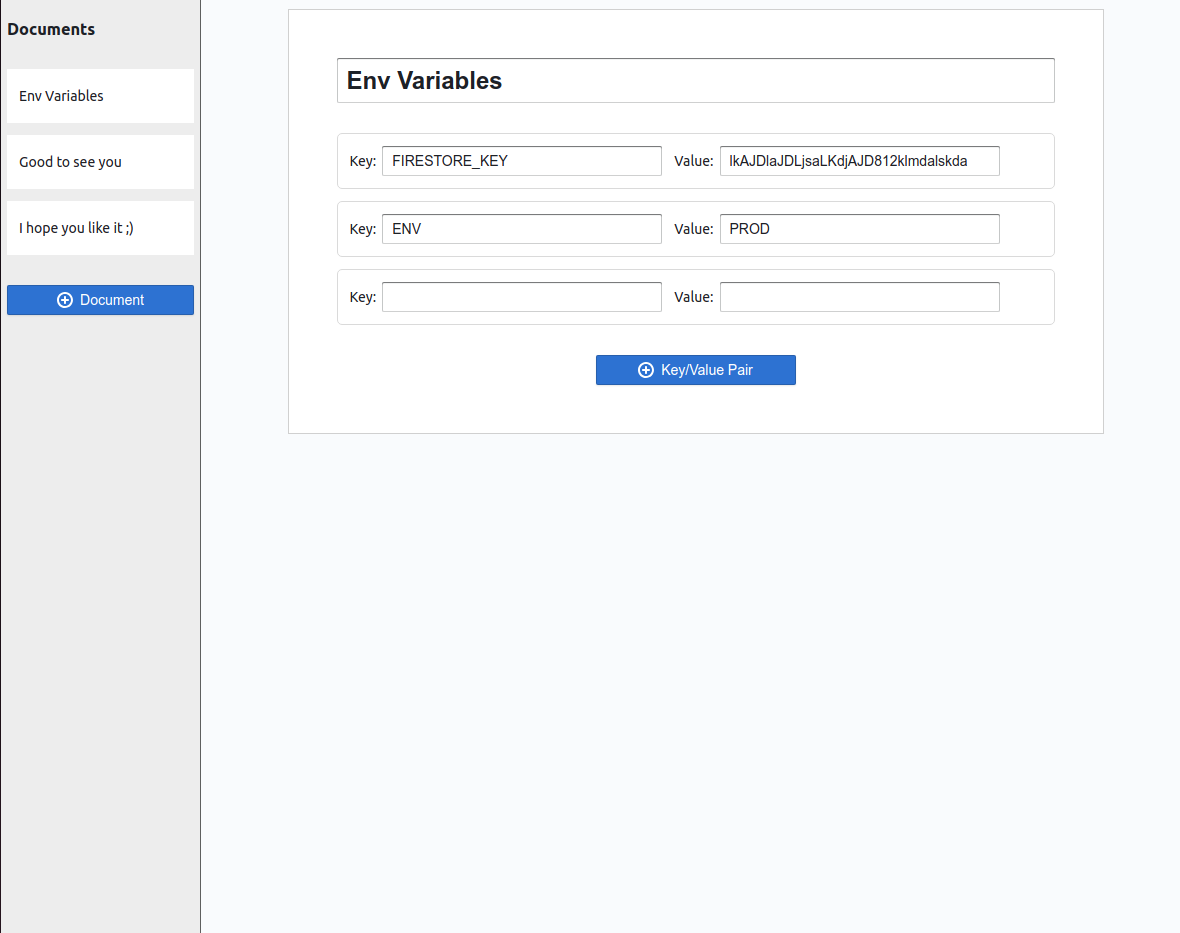 Documents
Env Variables
Good to see you
I hope you like it ;)
Document
Env Variables
Key: FIRESTORE_KEY Value: lkAJDlaJDLjsaLKdjAJD812klmdalskda
Key: ENV Value: PROD
Key: Value:
Key/Value Pair